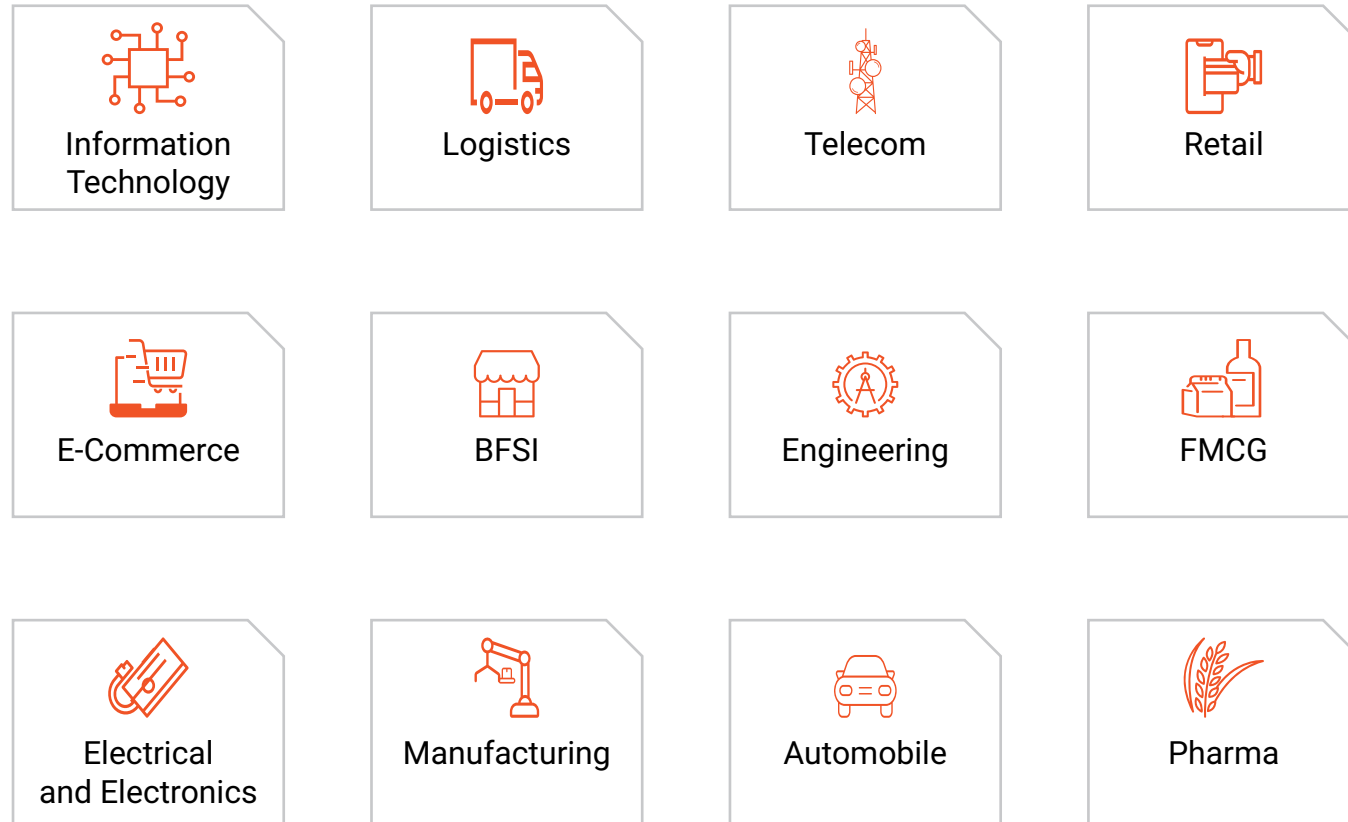 Information
Technology
Logistics
Telecom
Retail
E-Commerce
BFSI
Engineering
FMCG
Electrical
and Electronics
Manufacturing
Automobile
Pharma